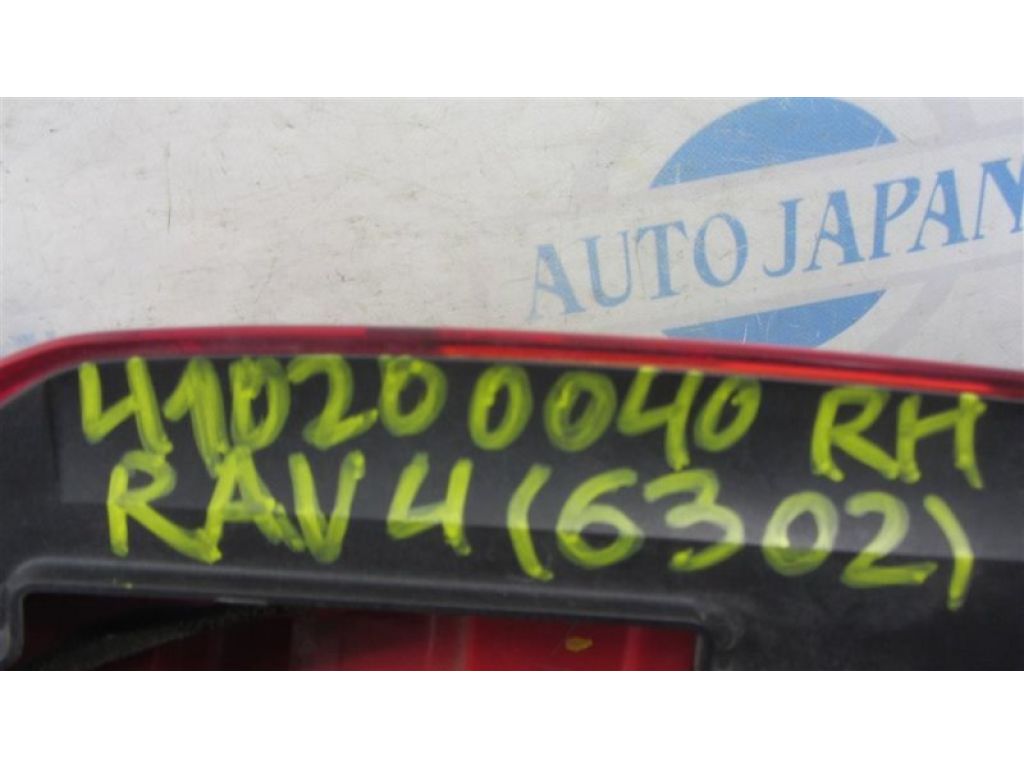 AUTO JAPAN
410200040 RH
RAV4 (6302)